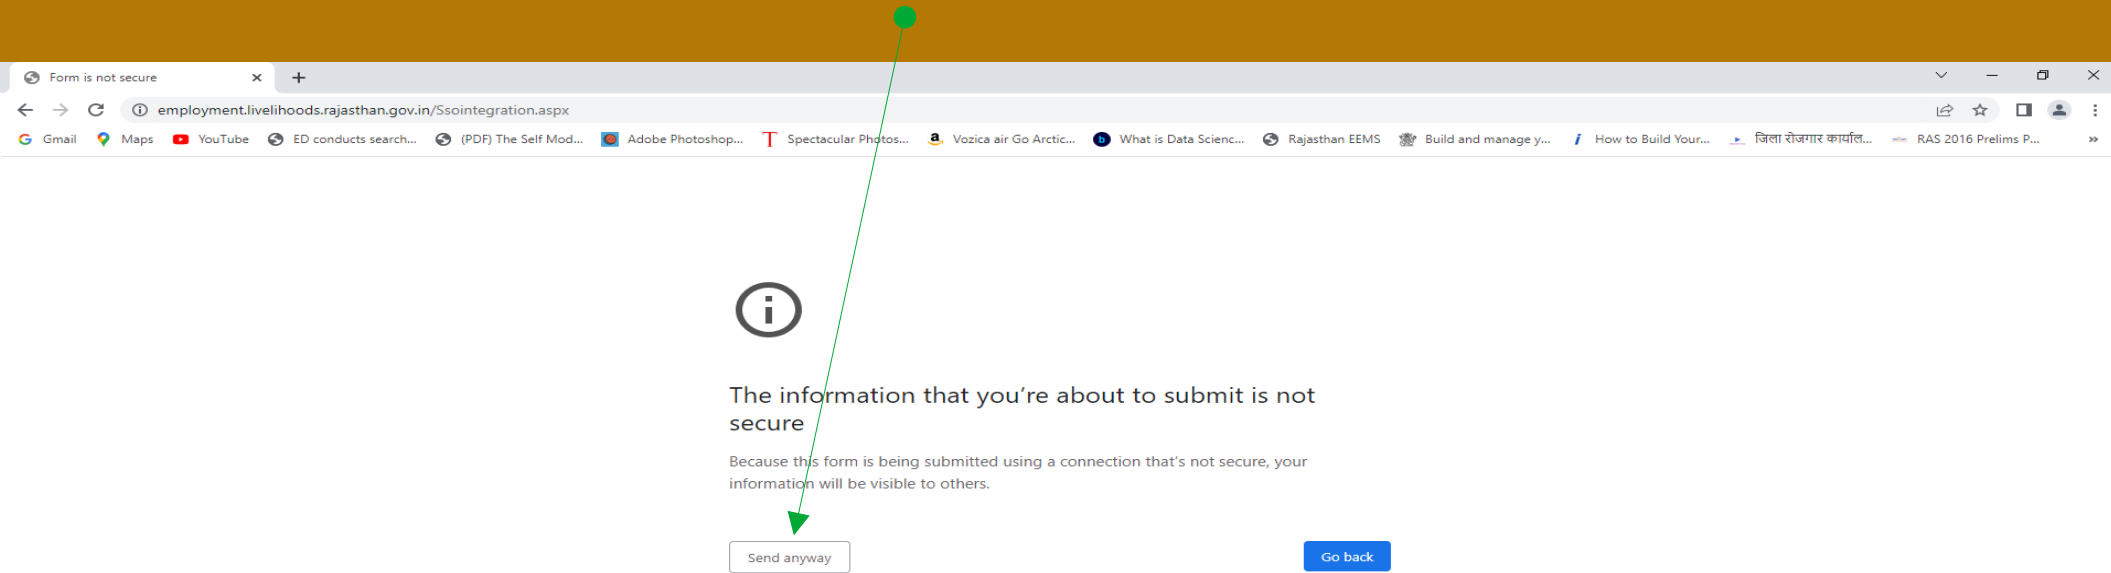 Form is not secure
employment.livelihoods.rajasthan.gov.in/Ssointegration.aspx
Gmail Maps YouTube ED conducts search... (PDF) The Self Mod... Adobe Photoshop... Spectacular Photos... Vozica air Go Arctic... What is Data Scienc... Rajasthan EEMS Build and manage y... How to Build Your... जिला रोजगार कार्याल... RAS 2016 Prelims P...
The information that you’re about to submit is not
secure
Because this form is being submitted using a connection that’s not secure, your
information will be visible to others.
Send anyway Go back